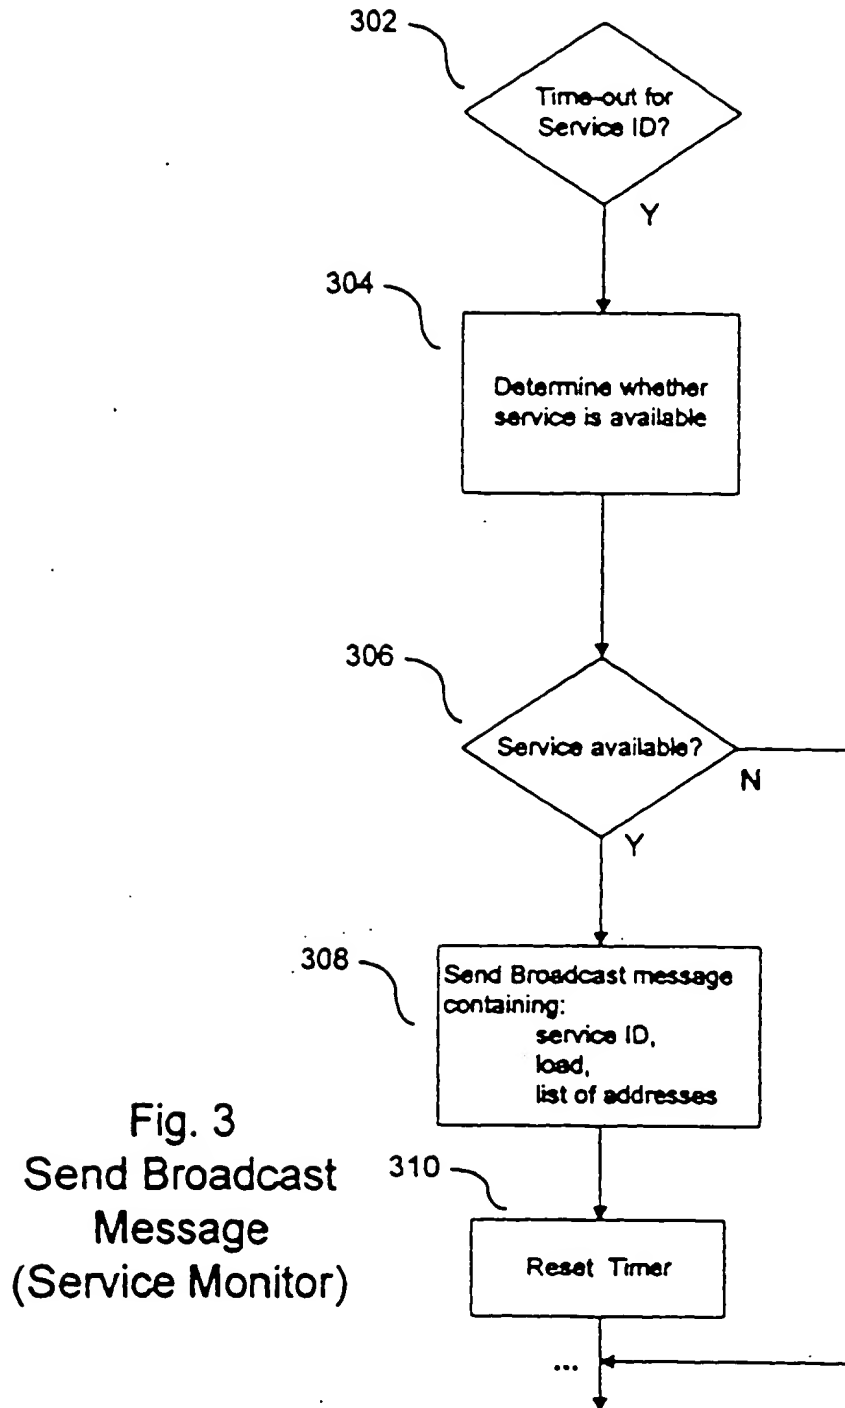 302
Time-out for
Service ID?
Y
304
Determine whether
service is available
306
Service available?
N
Y
308
Send Broadcast message
containing:
service ID,
load,
list of addresses
Fig. 3
Send Broadcast
Message
(Service Monitor)
310
Reset Timer
...